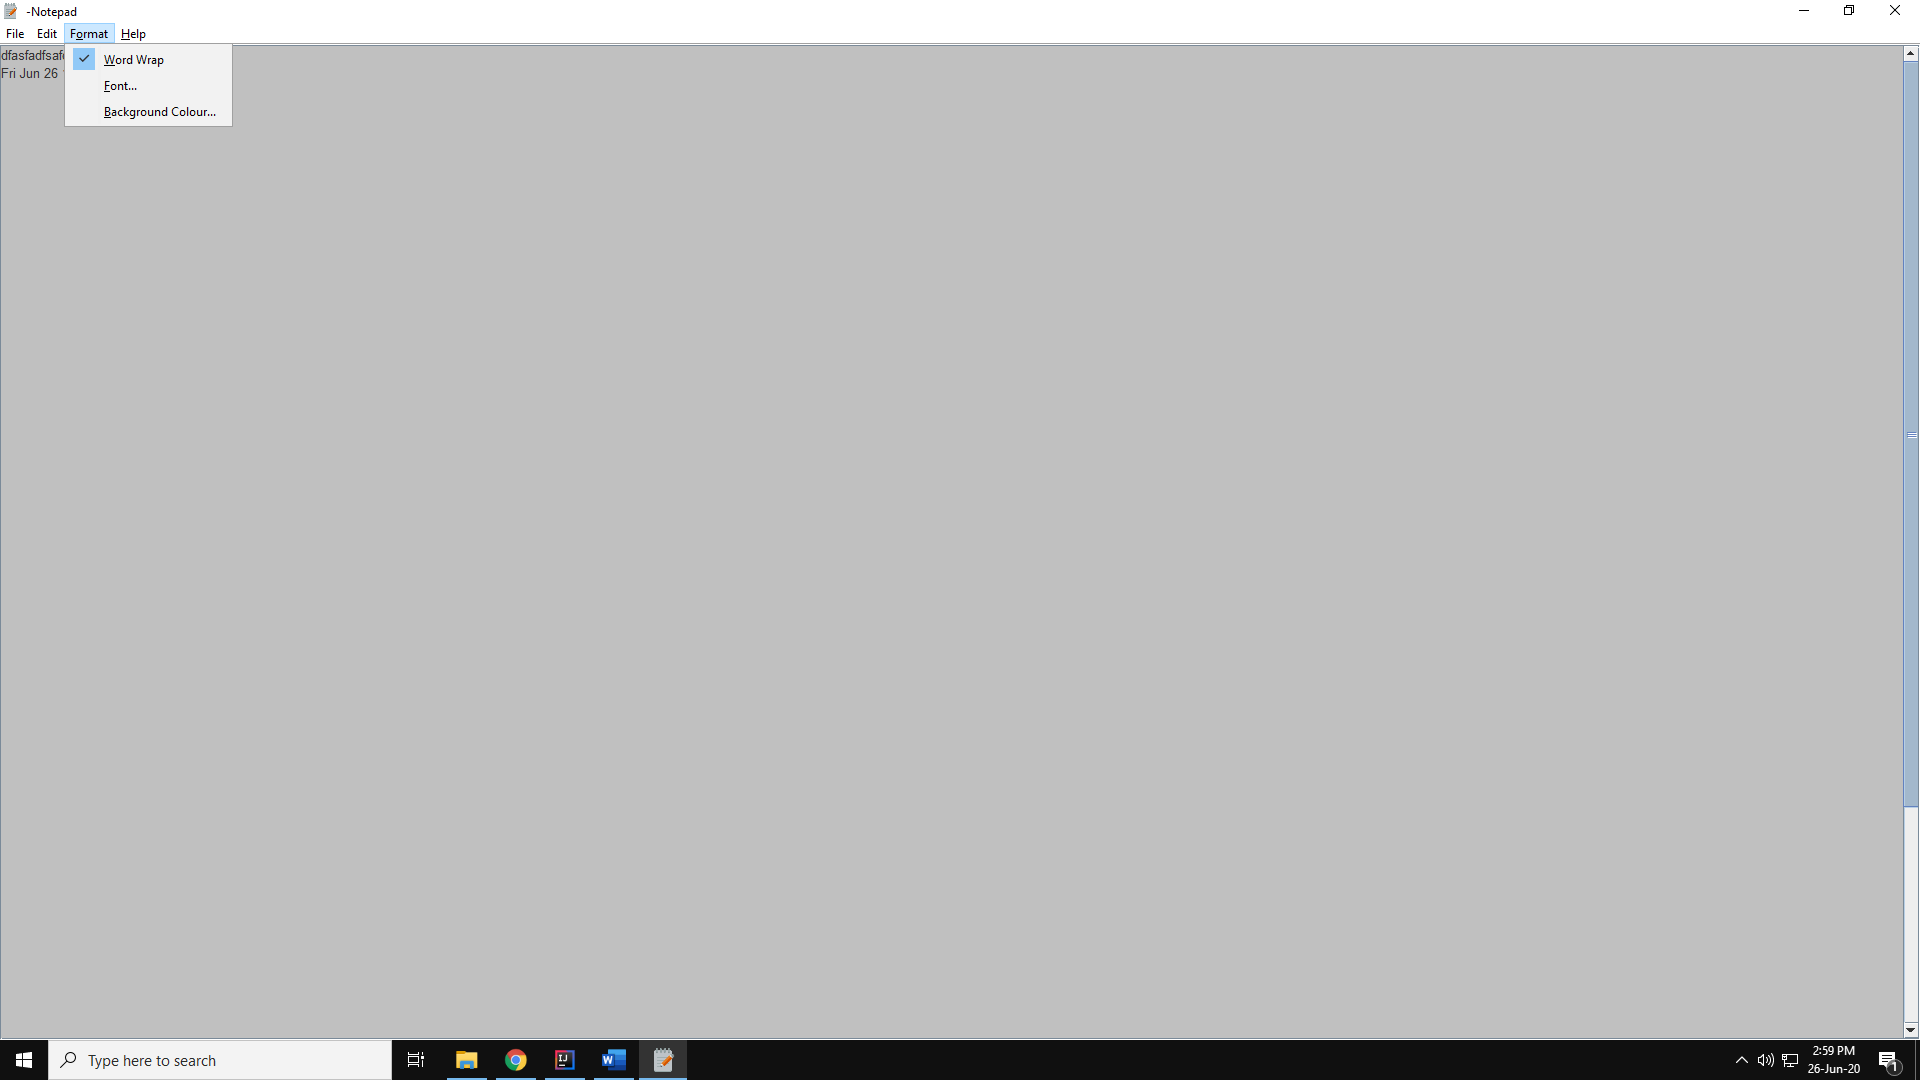 -Notepad
File Edit Format Help
dfasfadfsaf
Fri Jun 26
Word Wrap
Font...
Background Colour...
Type here to search
2:59 PM
26-Jun-20
1